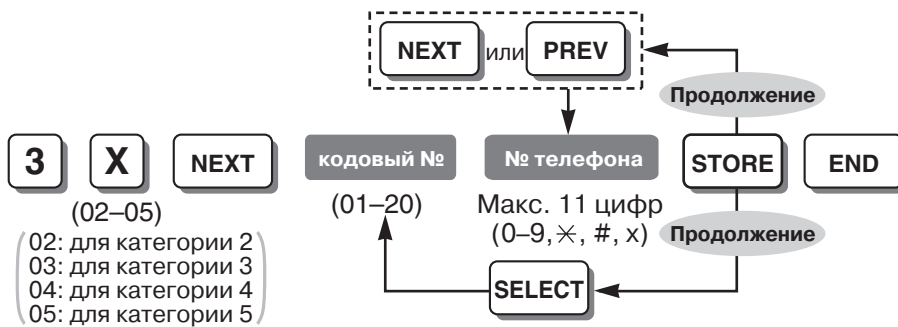 NEXT или PREV
Продолжение
3 X NEXT кодовый № № телефона STORE END
(02–05) (01–20) Макс. 11 цифр
(0–9, ✳, #, x) Продолжение
02: для категории 2
03: для категории 3
04: для категории 4
05: для категории 5
SELECT